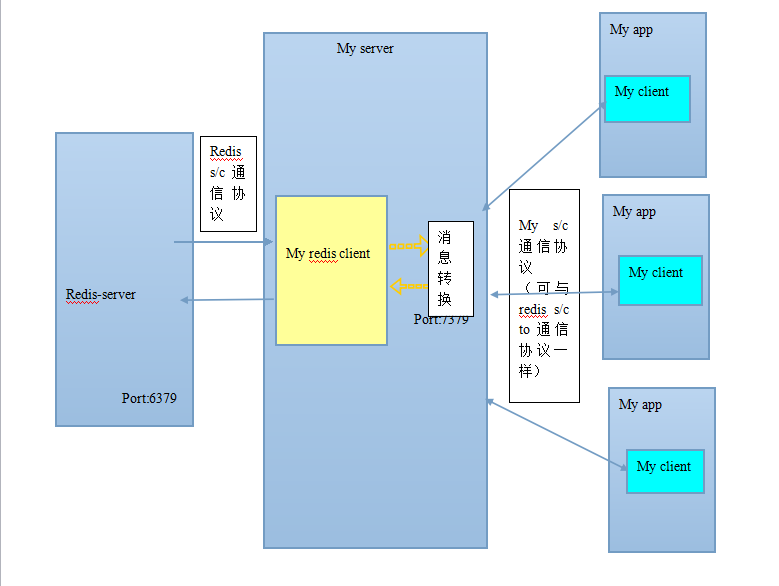 My server
Redis
s/c 通
信 协
议
Redis-server
Port:6379
My redis client
消
息
转
换
Port:7379
My s/c
通信协
议
（可与
redis s/c
to 通信
协议一
样）
My app
My client
My app
My client
My app
My client